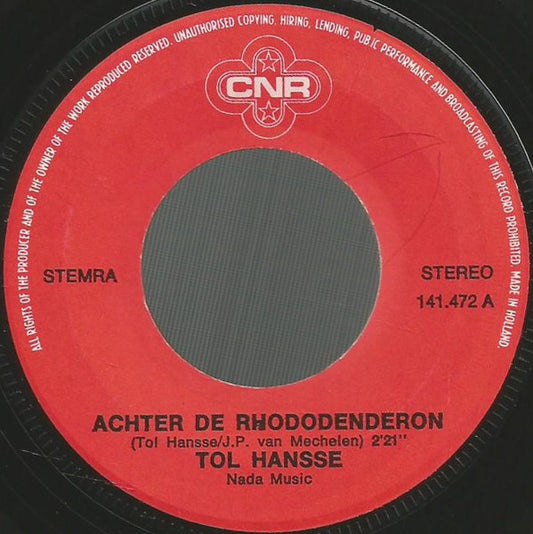 ALL RIGHTS OF THE PRODUCER AND OF THE OWNER OF THE WORK REPRODUCED RESERVED. UNAUTHORISED COPYING, HIRING, LENDING, PUBLIC PERFORMANCE AND BROADCASTING OF THIS RECORD PROHIBITED. MADE IN HOLLAND.
CNR
STEMRA
STEREO
141.472 A
ACHTER DE RHODODENDERON
(Tol Hansse/J.P. van Mechelen) 2'21"
TOL HANSSE
Nada Music